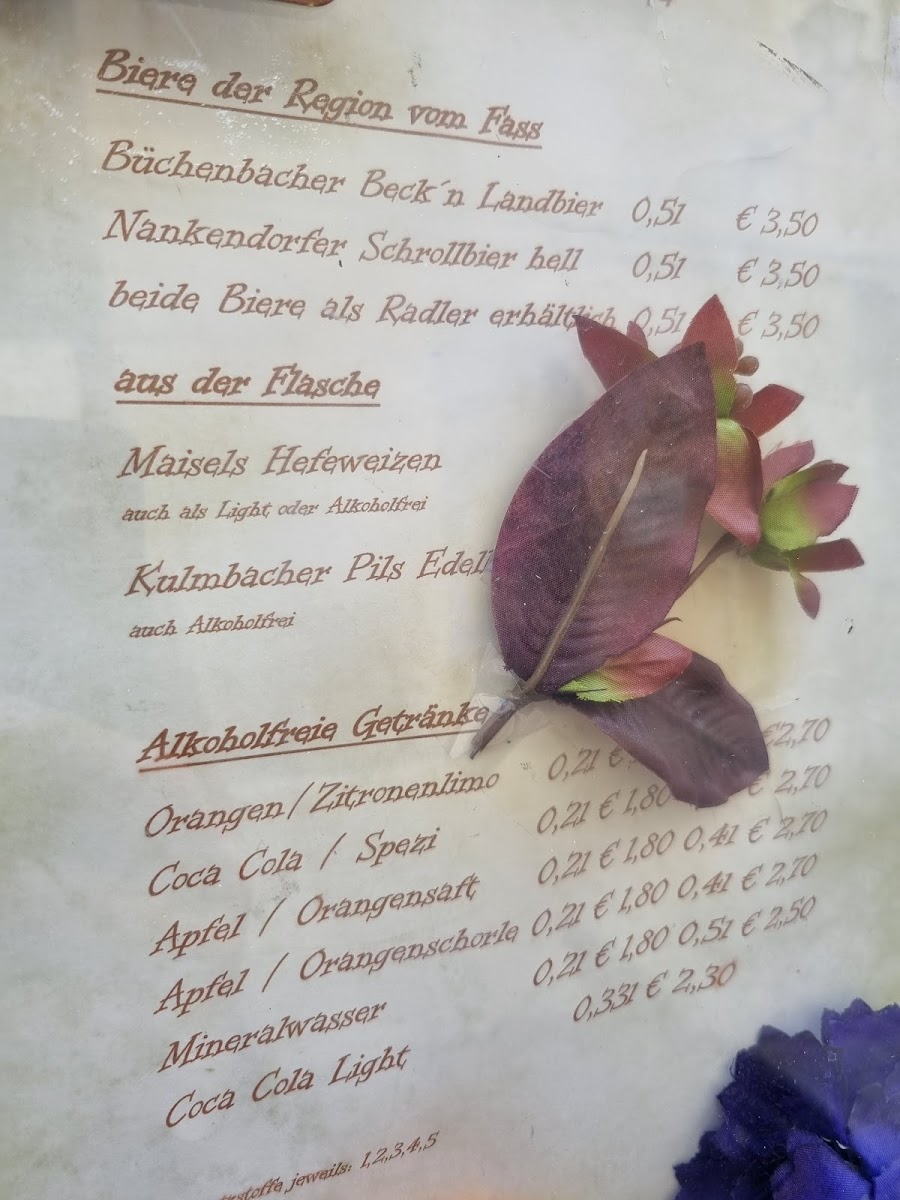 Biere der Region vom Fass
Büchenbacher Beck´n Landbier 0,5l € 3,50
Nankendorfer Schrollbier hell 0,5l € 3,50
beide Biere als Radler erhältlich 0,5l € 3,50
aus der Flasche
Maisels Hefeweizen
auch als Light oder Alkoholfrei
Kulmbacher Pils
auch Alkoholfrei
Alkoholfreie Getränke
Orangen/Zitronenlimo 0,2l € €2,70
Coca Cola / Spezi 0,2l € 1,80 € 2,70
Apfel / Orangensaft 0,2l € 1,80 0,4l € 2,70
Apfel / Orangenschorle 0,2l € 1,80 0,4l € 2,70
Mineralwasser 0,2l € 1,80 0,5l € 2,50
Coca Cola Light 0,33l € 2,30
jeweils: 1,2,3,4,5